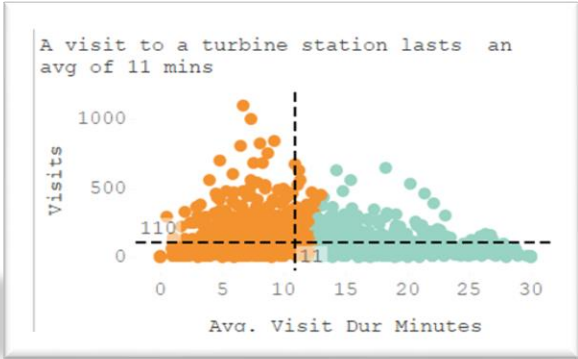 A visit to a turbine station lasts an
avg of 11 mins
1000
500
0
Visits
110
11
0 5 10 15 20 25 30
Avg. Visit Dur Minutes